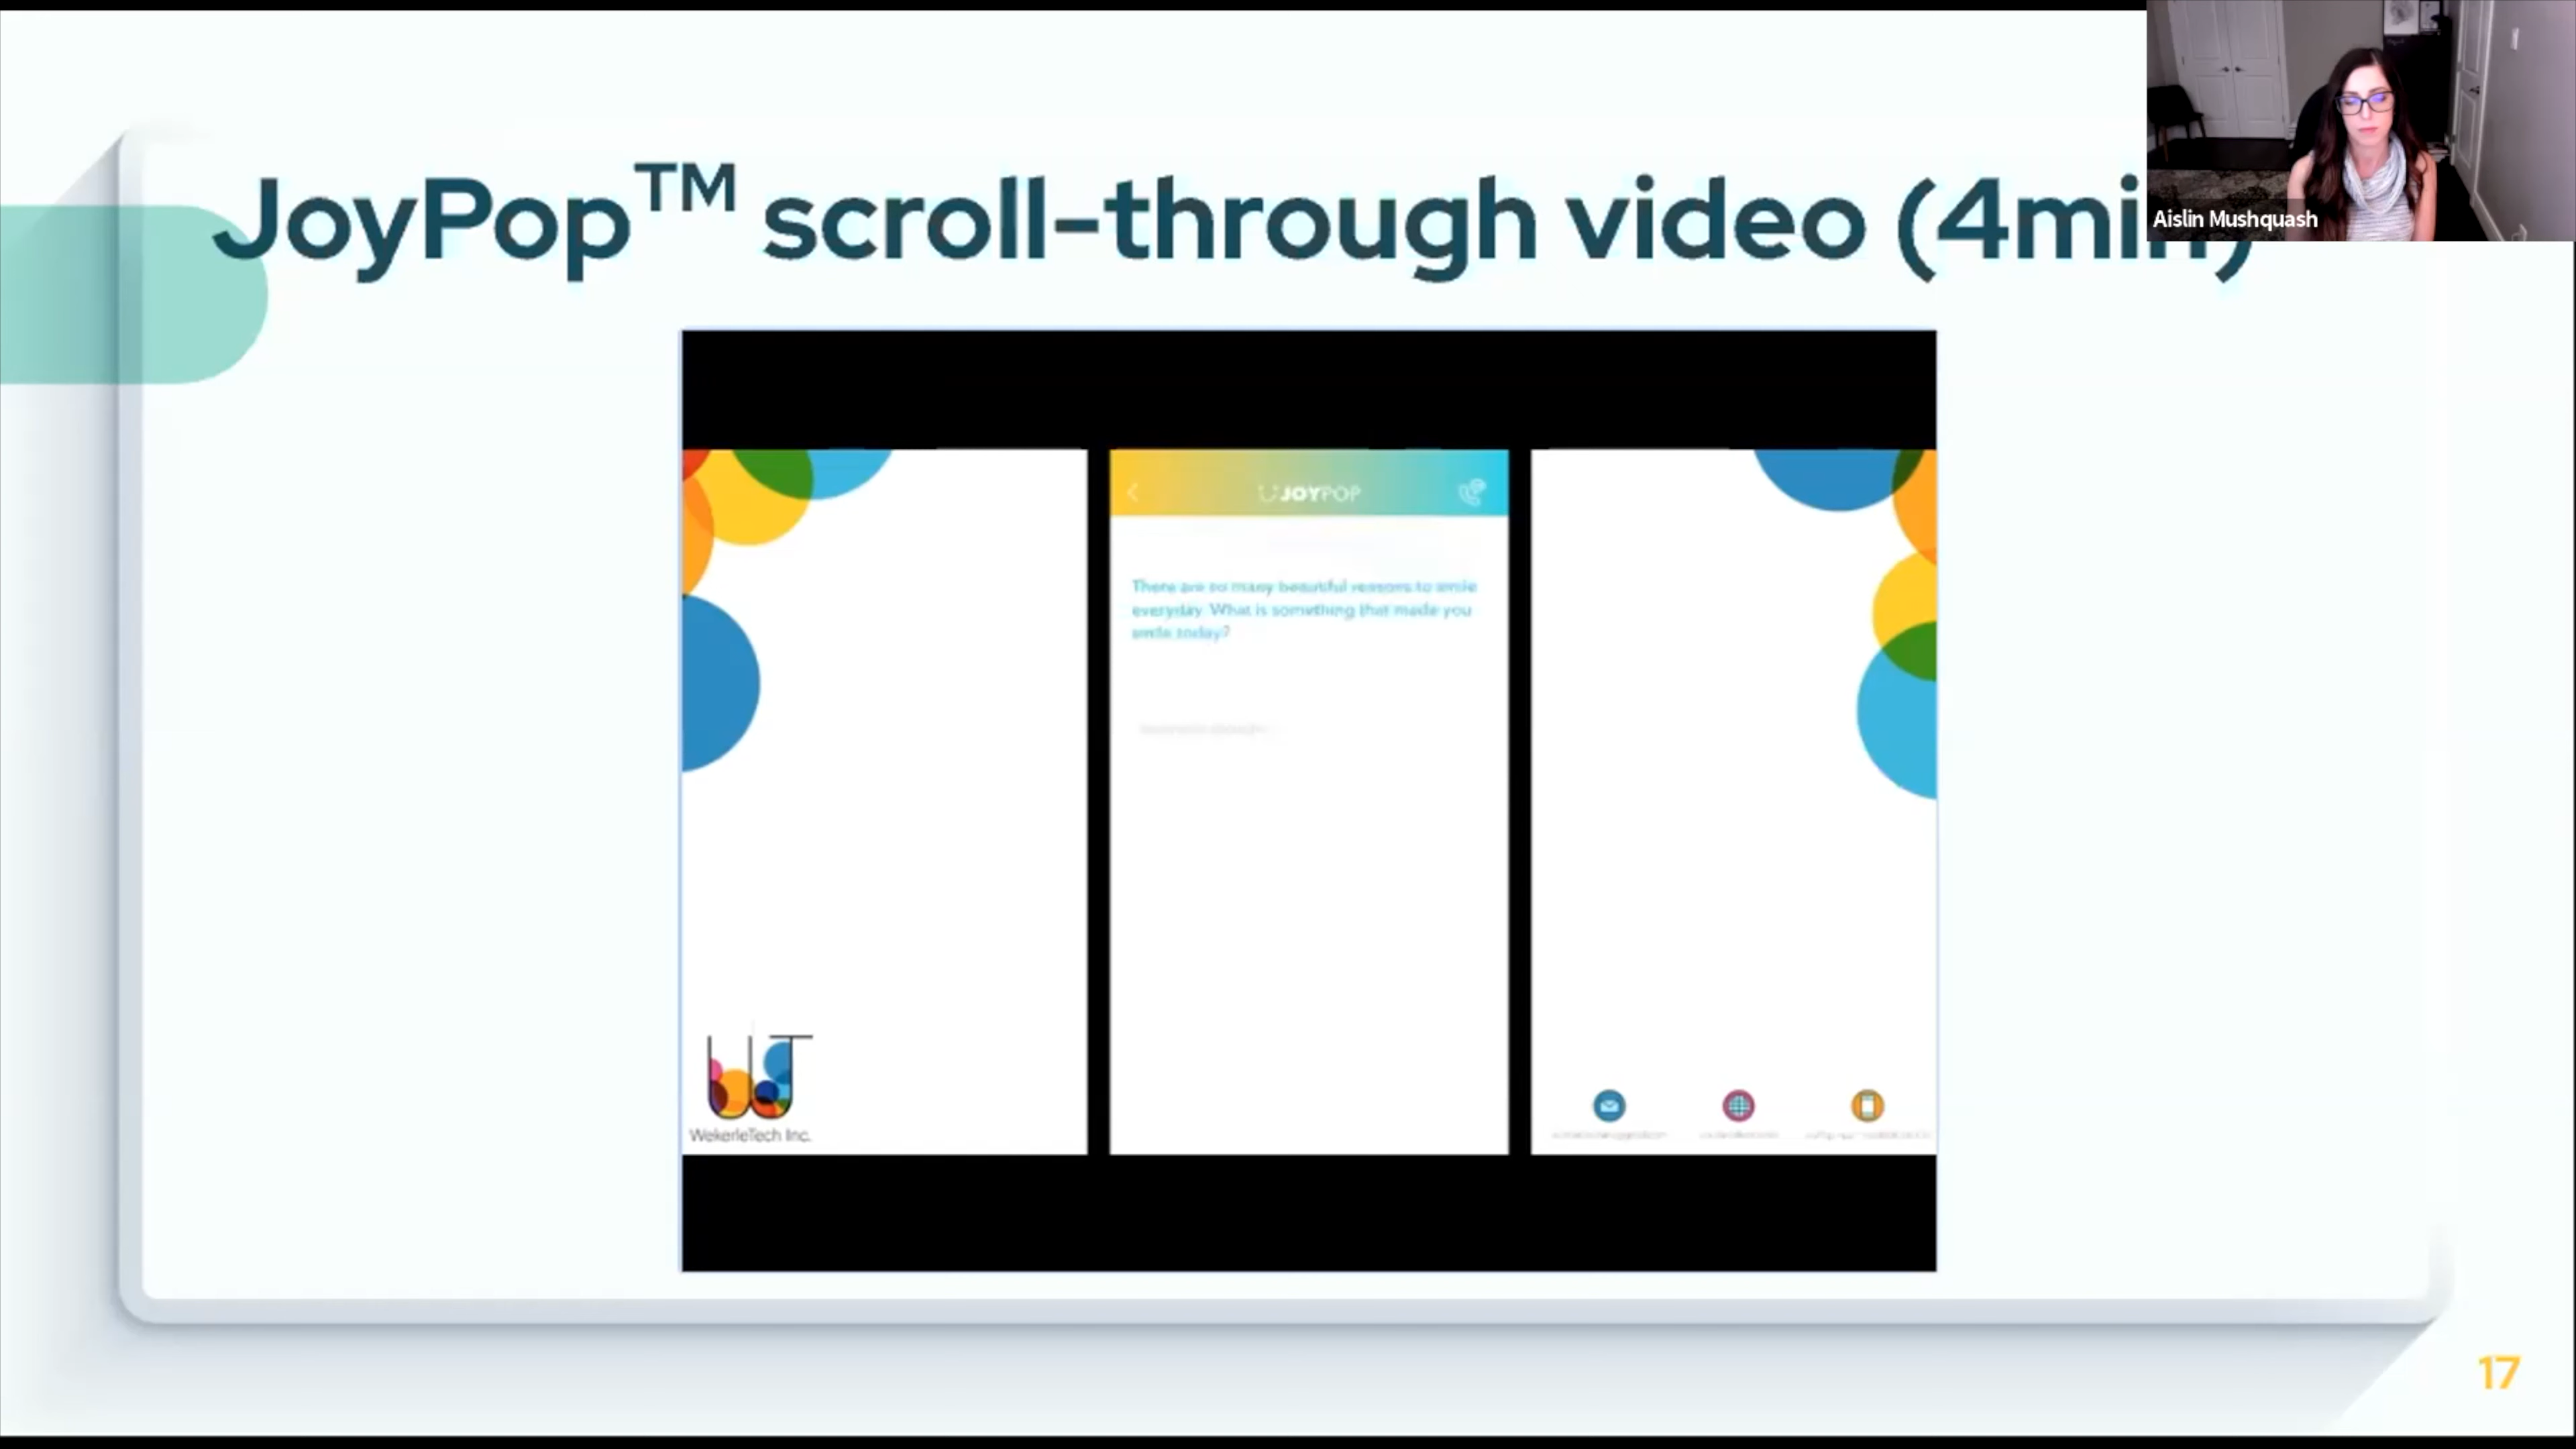 JoyPop™ scroll-through video (4min)
Aislin Mushquash
JOYPOP
There are so many beautiful reasons to smile
everyday. What is something that made you
smile today?
WekerleTech Inc.
17